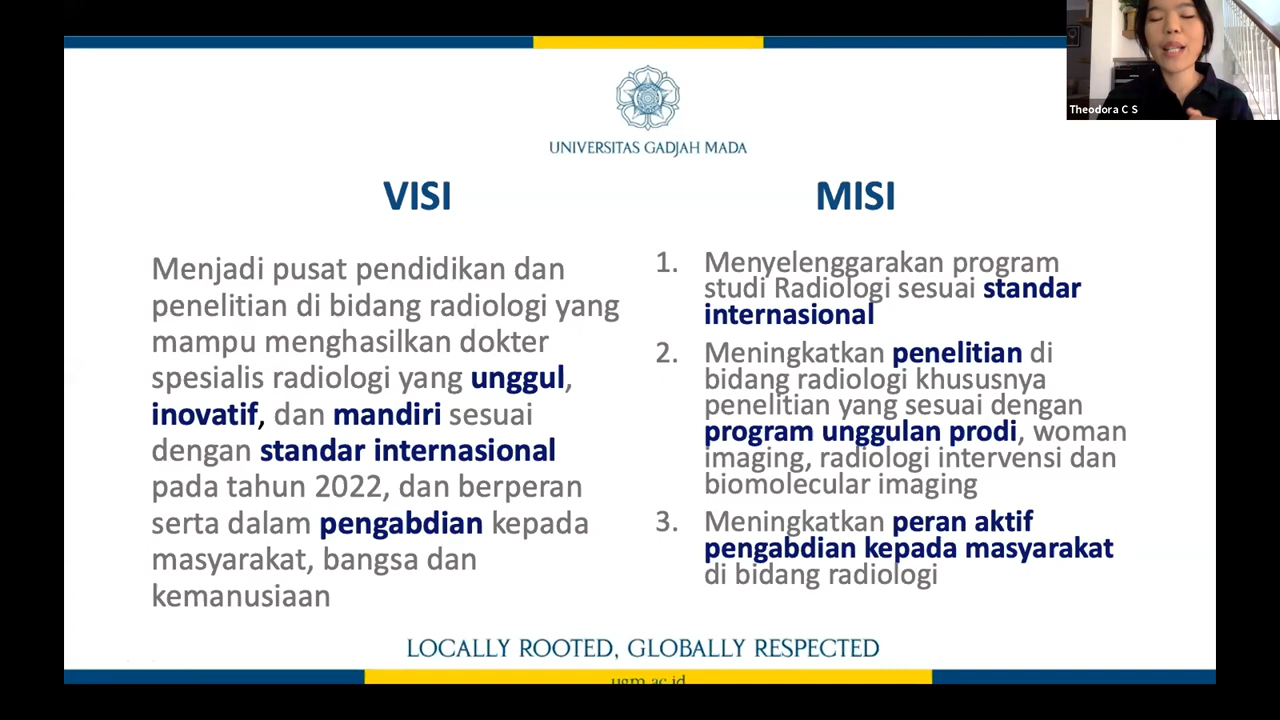 Theodora C S
UNIVERSITAS GADJAH MADA
VISI
Menjadi pusat pendidikan dan
penelitian di bidang radiologi yang
mampu menghasilkan dokter
spesialis radiologi yang unggul,
inovatif, dan mandiri sesuai
dengan standar internasional
pada tahun 2022, dan berperan
serta dalam pengabdian kepada
masyarakat, bangsa dan
kemanusiaan
MISI
1. Menyelenggarakan program
studi Radiologi sesuai standar
internasional
2. Meningkatkan penelitian di
bidang radiologi khususnya
penelitian yang sesuai dengan
program unggulan prodi, woman
imaging, radiologi intervensi dan
biomolecular imaging
3. Meningkatkan peran aktif
pengabdian kepada masyarakat
di bidang radiologi
LOCALLY ROOTED, GLOBALLY RESPECTED
ugm.ac.id